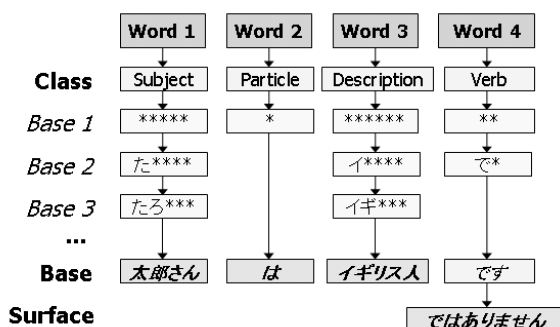 Word 1 Word 2 Word 3 Word 4
Class Subject Particle Description Verb
Base 1 ***** * ****** **
Base 2 た**** イ**** で*
Base 3 たろ*** イギ***
...
Base 太郎さん は イギリス人 です
Surface ではありません